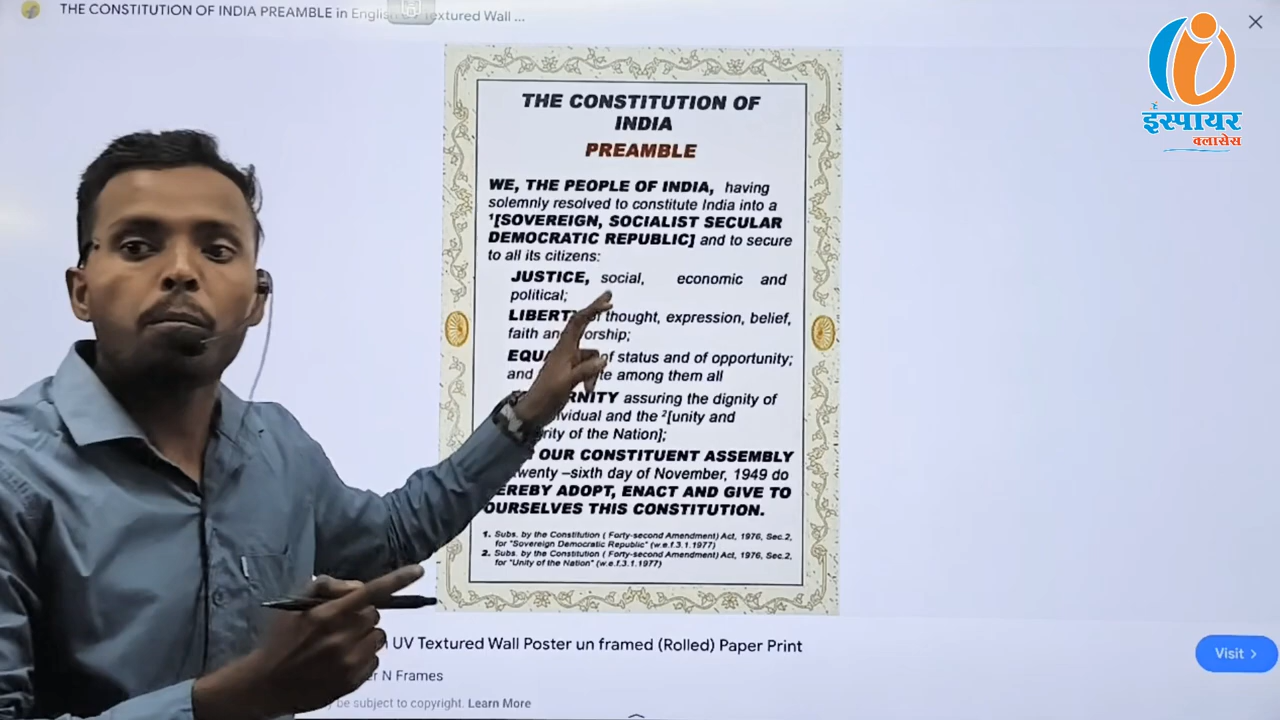 THE CONSTITUTION OF INDIA PREAMBLE in English UV Textured Wall ...
इंस्पायर
क्लासेस
THE CONSTITUTION OF
INDIA
PREAMBLE
WE, THE PEOPLE OF INDIA, having
solemnly resolved to constitute India into a
¹[SOVEREIGN, SOCIALIST SECULAR
DEMOCRATIC REPUBLIC] and to secure
to all its citizens:
JUSTICE, social, economic and
political;
thought, expression, belief,
faith
of status and of opportunity;
and among them all
assuring the dignity of
and the ²[unity and
of the Nation];
OUR CONSTITUENT ASSEMBLY
–sixth day of November, 1949 do
ADOPT, ENACT AND GIVE TO
OURSELVES THIS CONSTITUTION.
1. Subs. by the Constitution ( Forty-second Amendment) Act, 1976, Sec.2,
for "Sovereign Democratic Republic" (w.e.f.3.1.1977)
2. Subs. by the Constitution ( Forty-second Amendment) Act, 1976, Sec.2,
for "Unity of the Nation" (w.e.f.3.1.1977)
UV Textured Wall Poster un framed (Rolled) Paper Print
N Frames
be subject to copyright. Learn More
Visit >